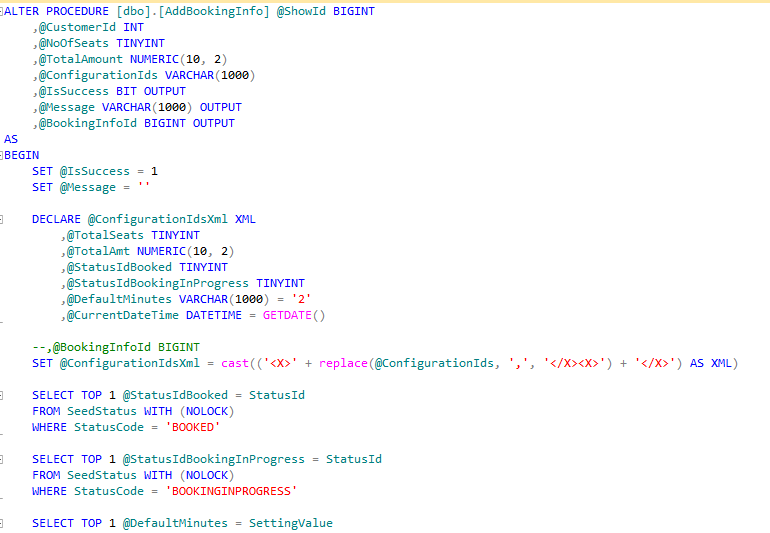 ALTER PROCEDURE [dbo].[AddBookingInfo] @ShowId BIGINT
    ,@CustomerId INT
    ,@NoOfSeats TINYINT
    ,@TotalAmount NUMERIC(10, 2)
    ,@ConfigurationIds VARCHAR(1000)
    ,@IsSuccess BIT OUTPUT
    ,@Message VARCHAR(1000) OUTPUT
    ,@BookingInfoId BIGINT OUTPUT
AS
BEGIN
    SET @IsSuccess = 1
    SET @Message = ''

    DECLARE @ConfigurationIdsXml XML
        ,@TotalSeats TINYINT
        ,@TotalAmt NUMERIC(10, 2)
        ,@StatusIdBooked TINYINT
        ,@StatusIdBookingInProgress TINYINT
        ,@DefaultMinutes VARCHAR(1000) = '2'
        ,@CurrentDateTime DATETIME = GETDATE()

    --,@BookingInfoId BIGINT
    SET @ConfigurationIdsXml = cast(('<X>' + replace(@ConfigurationIds, ',', '</X><X>') + '</X>') AS XML)

    SELECT TOP 1 @StatusIdBooked = StatusId
    FROM SeedStatus WITH (NOLOCK)
    WHERE StatusCode = 'BOOKED'

    SELECT TOP 1 @StatusIdBookingInProgress = StatusId
    FROM SeedStatus WITH (NOLOCK)
    WHERE StatusCode = 'BOOKINGINPROGRESS'

    SELECT TOP 1 @DefaultMinutes = SettingValue